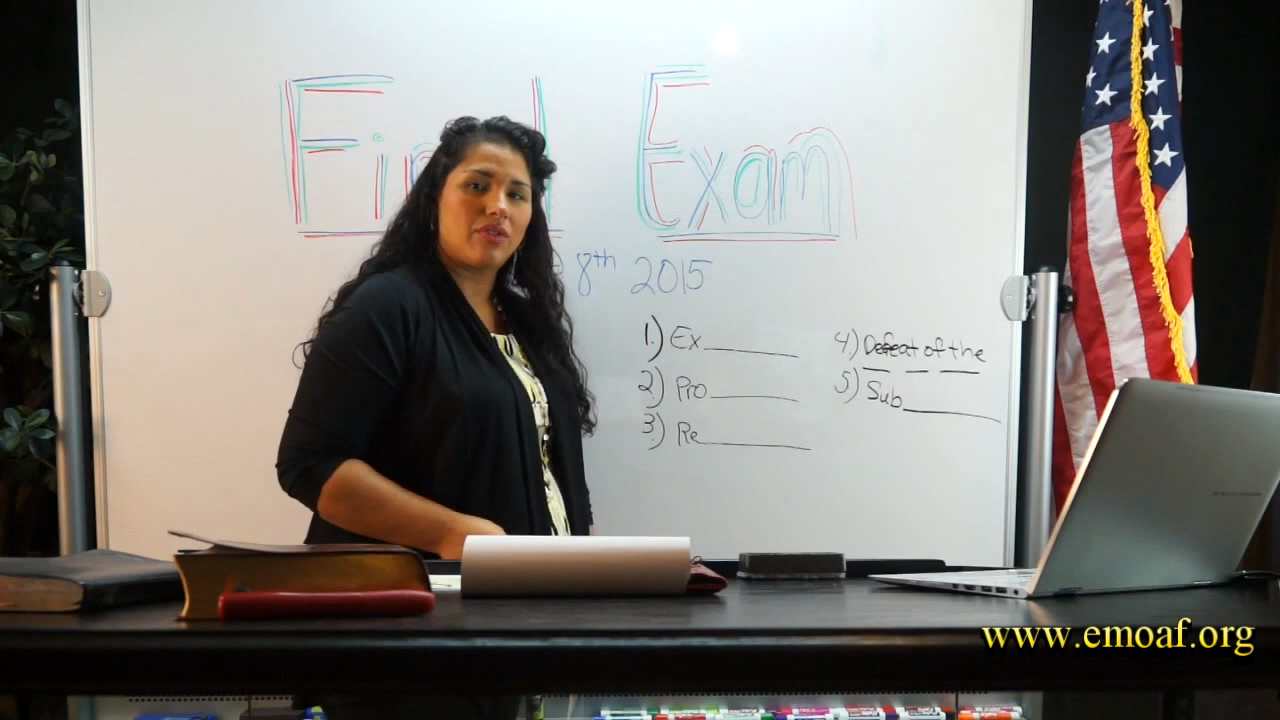 Final Exam
8th 2015
1.) Ex
2.) Pro
3.) Re
4.) Defeat of the
5.) Sub
www.emoaf.org